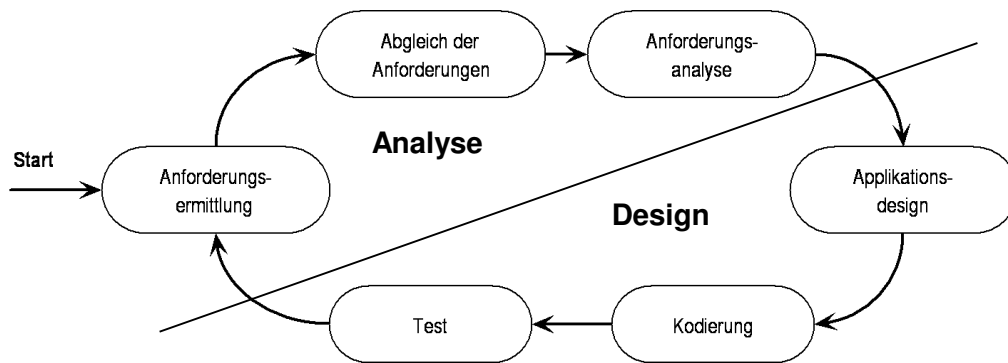 Abgleich der
Anforderungen
Anforderungs-
analyse
Analyse
Start
Anforderungs-
ermittlung
Applikations-
design
Design
Test
Kodierung